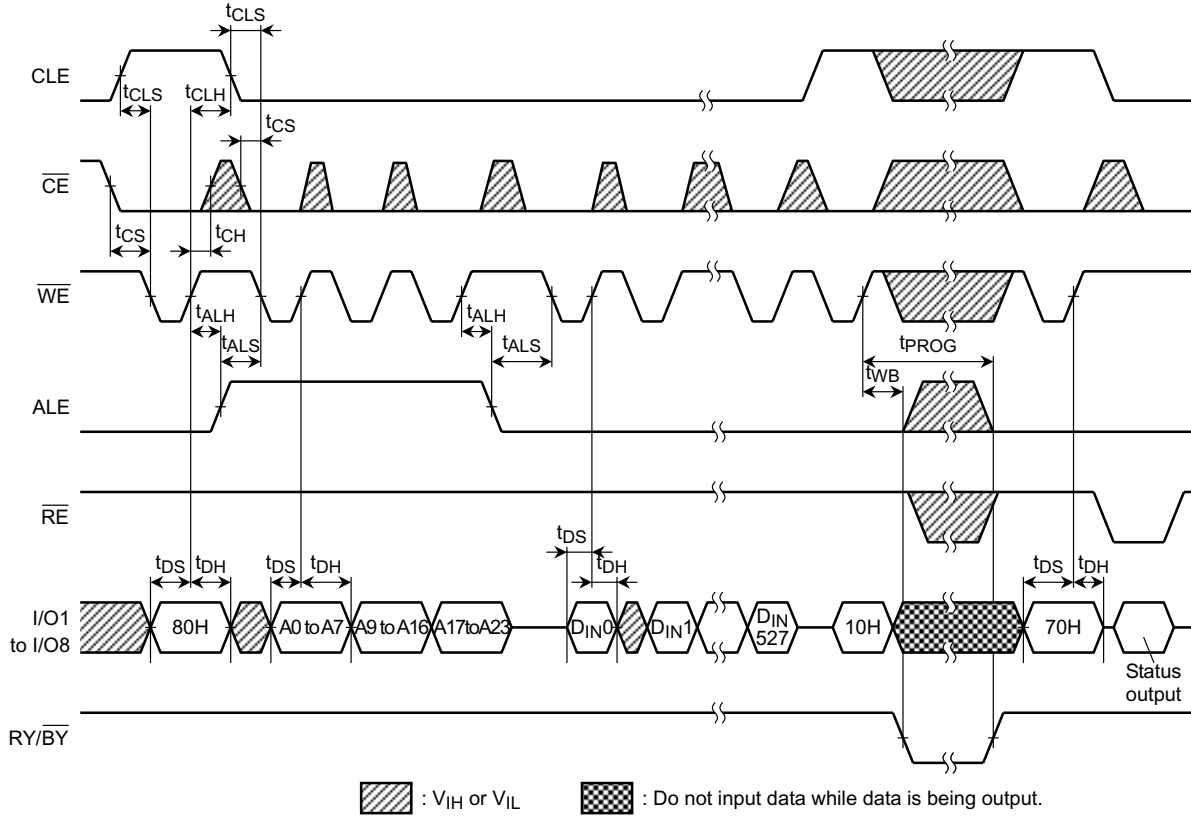 tCLS
CLE
tCLS
tCLH
tCS
CE
tCS
tCH
WE
tALH
tALS
tALH
tALS
tPROG
tWB
ALE
RE
tDS
tDH
tDS
tDH
tDS
tDH
tDS
tDH
I/O1
to I/O8
80H
A0 to A7
A9 to A16
A17 to A23
DIN0
DIN1
DIN
527
10H
70H
Status
output
RY/BY
: VIH or VIL
: Do not input data while data is being output.